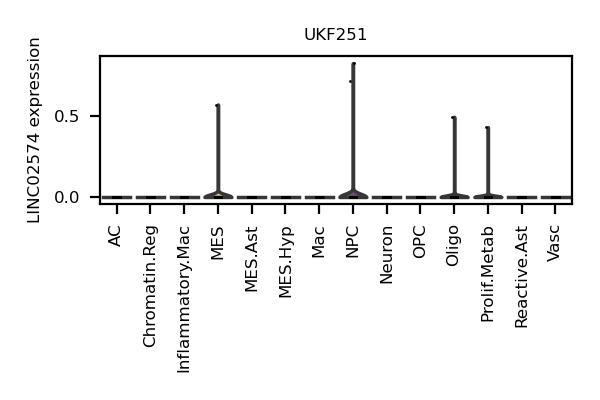 UKF251
LINC02574 expression
0.5
0.0
AC
Chromatin.Reg
Inflammatory.Mac
MES
MES.Ast
MES.Hyp
Mac
NPC
Neuron
OPC
Oligo
Prolif.Metab
Reactive.Ast
Vasc